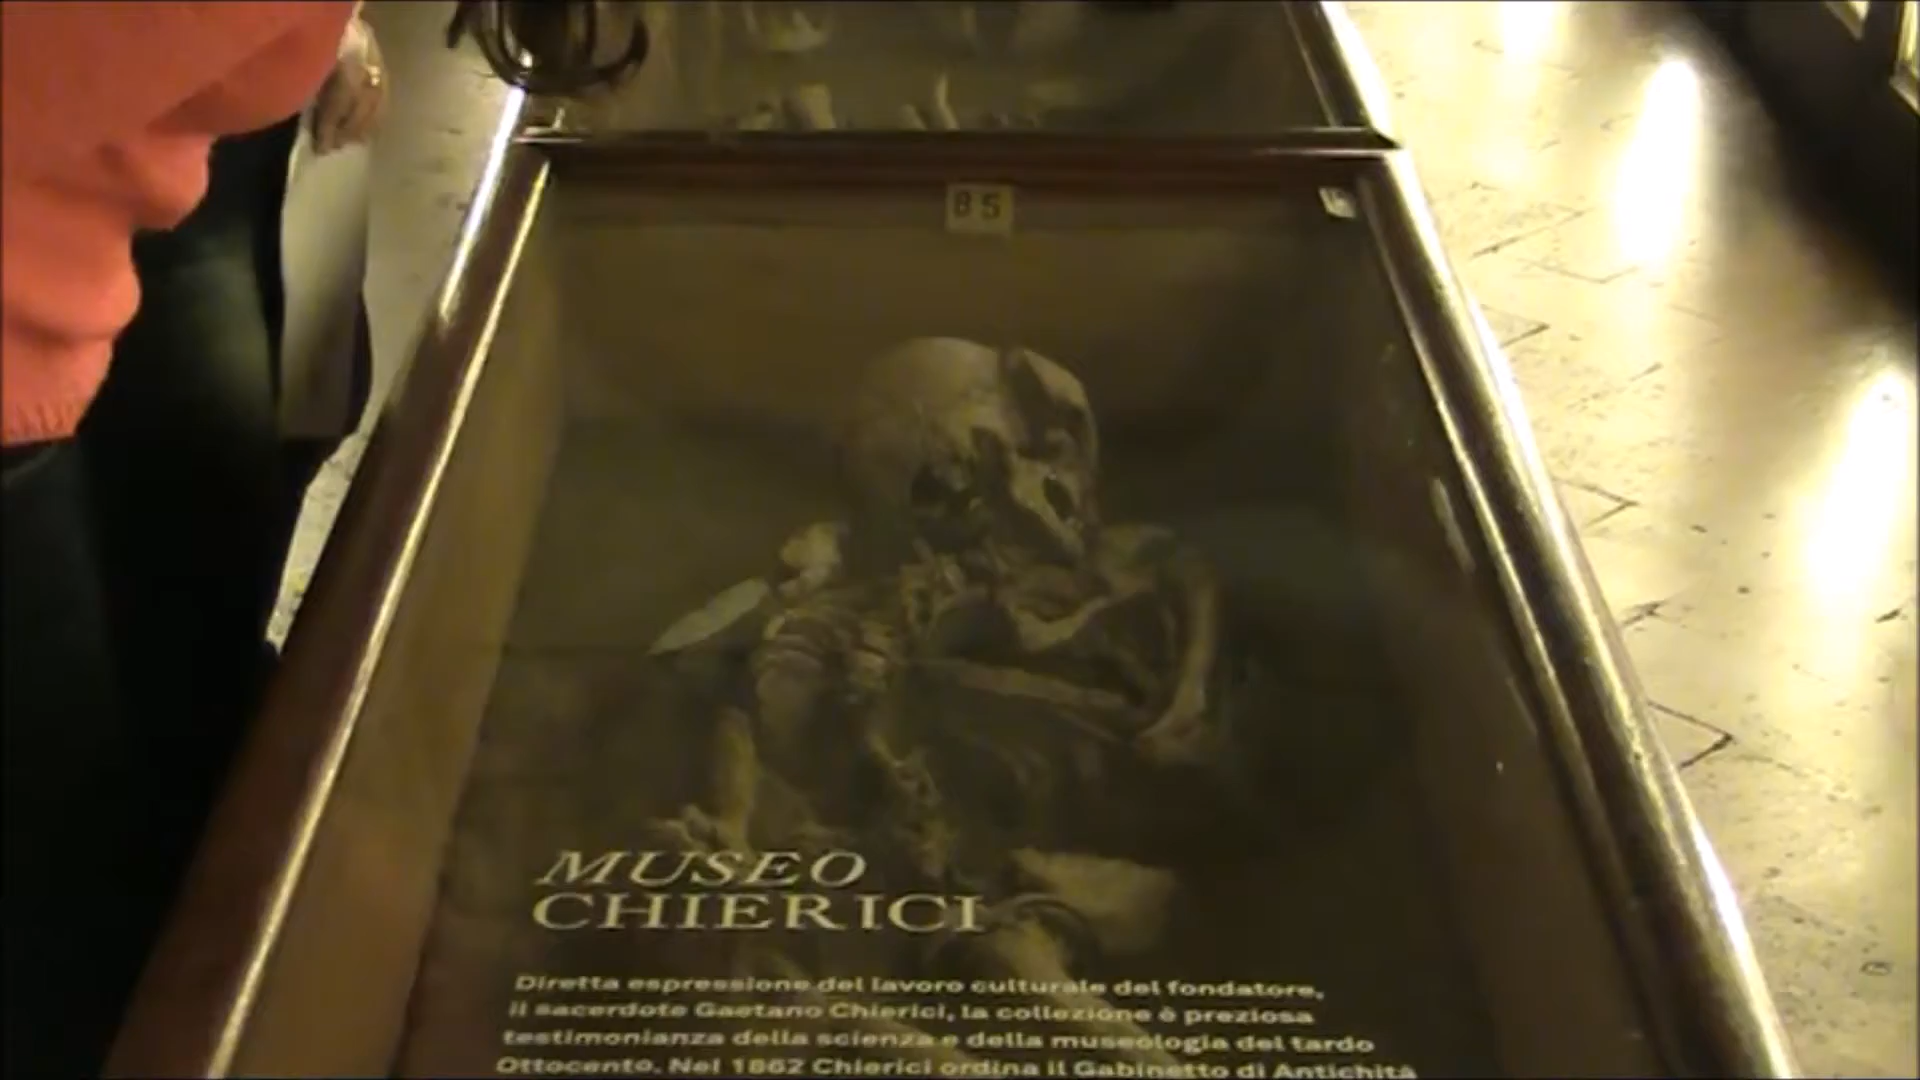 85
MUSEO
CHIERICI
Diretta espressione del lavoro culturale del fondatore,
il sacerdote Gaetano Chierici, la collezione è preziosa
testimonianza della scienza e della museologia del tardo
Ottocento. Nel 1862 Chierici ordina il Gabinetto di Antichità